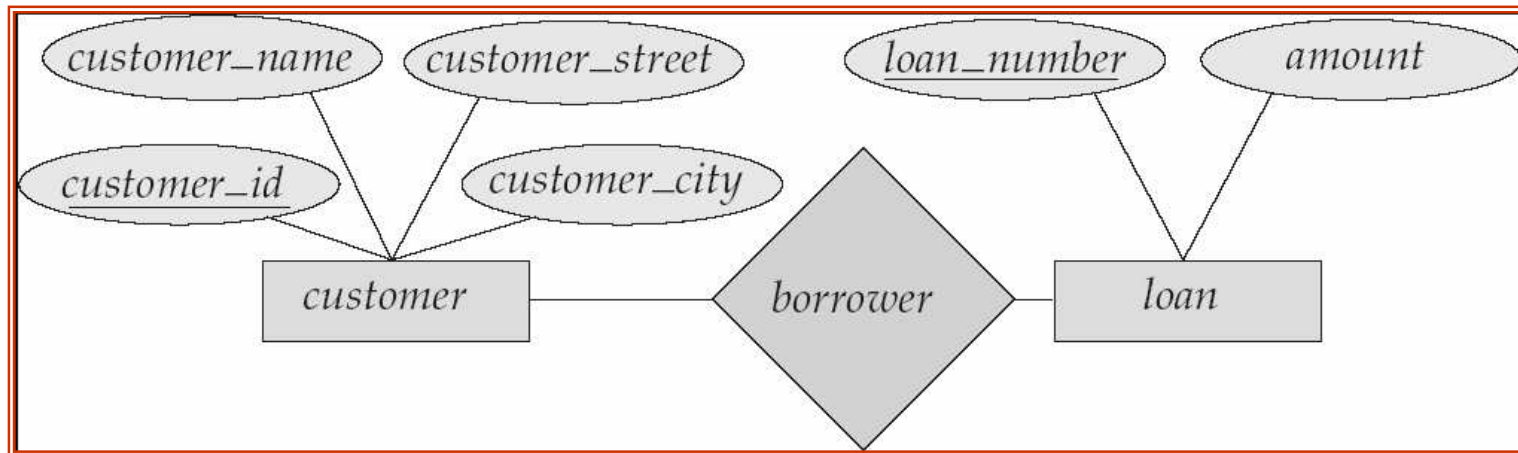 customer_name
customer_street
loan_number
amount
customer_id
customer_city
customer
borrower
loan